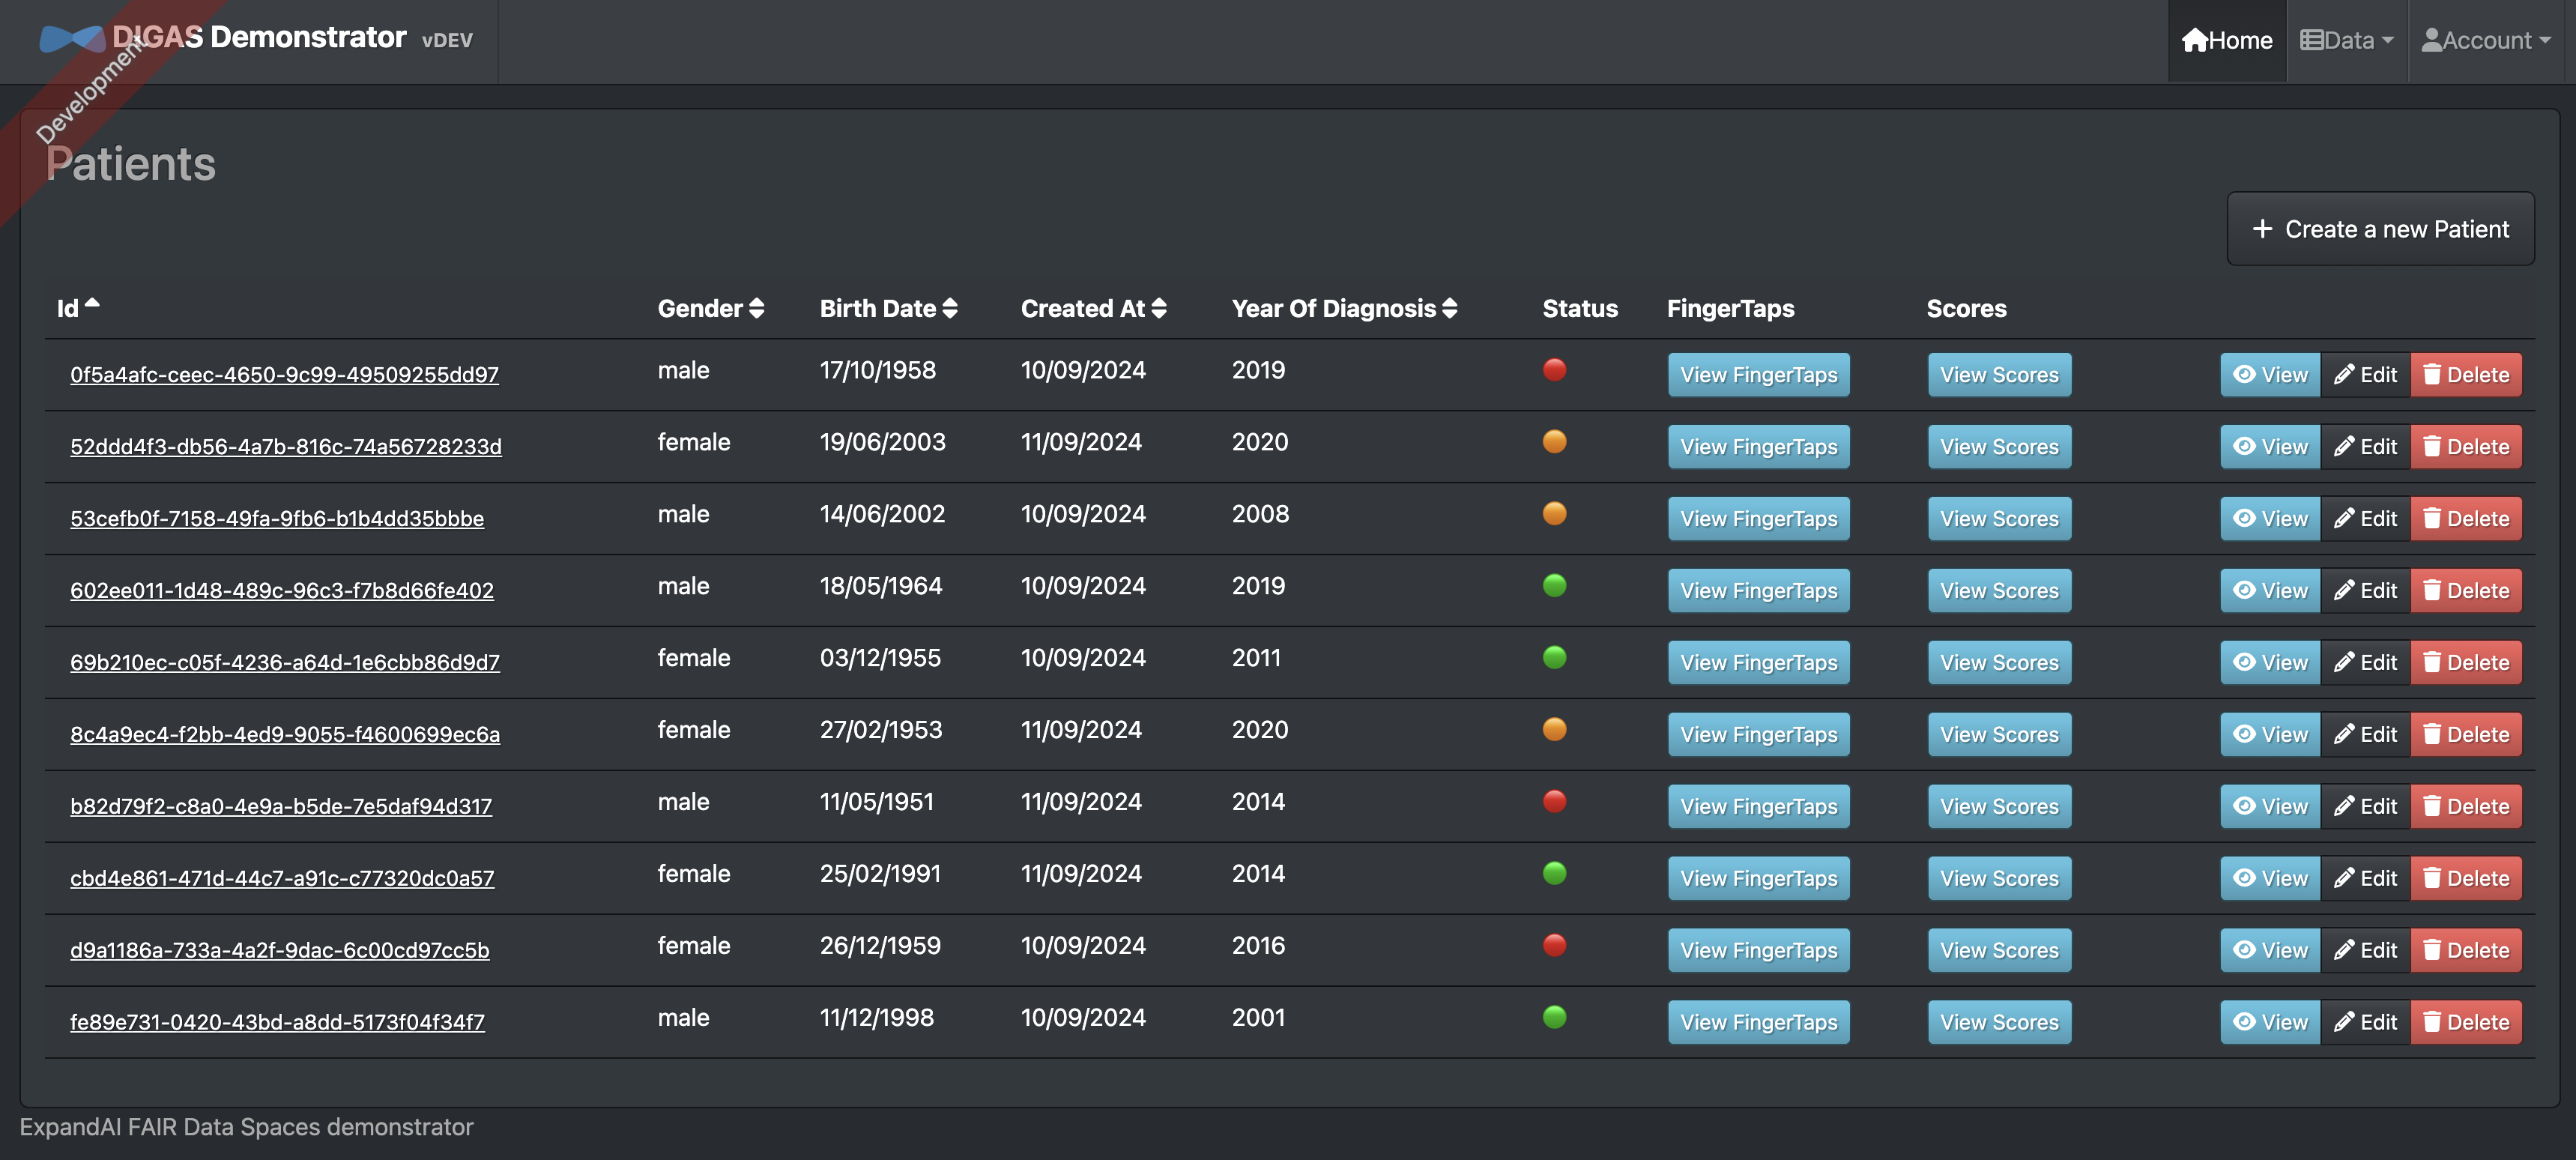 DIGAS Demonstrator vDEV Home Data Account
Development
Patients
+ Create a new Patient
Id Gender Birth Date Created At Year Of Diagnosis Status FingerTaps Scores
0f5a4afc-ceec-4650-9c99-49509255dd97 male 17/10/1958 10/09/2024 2019 View FingerTaps View Scores View Edit Delete
52ddd4f3-db56-4a7b-816c-74a56728233d female 19/06/2003 11/09/2024 2020 View FingerTaps View Scores View Edit Delete
53cefb0f-7158-49fa-9fb6-b1b4dd35bbbe male 14/06/2002 10/09/2024 2008 View FingerTaps View Scores View Edit Delete
602ee011-1d48-489c-96c3-f7b8d66fe402 male 18/05/1964 10/09/2024 2019 View FingerTaps View Scores View Edit Delete
69b210ec-c05f-4236-a64d-1e6cbb86d9d7 female 03/12/1955 10/09/2024 2011 View FingerTaps View Scores View Edit Delete
8c4a9ec4-f2bb-4ed9-9055-f4600699ec6a female 27/02/1953 11/09/2024 2020 View FingerTaps View Scores View Edit Delete
b82d79f2-c8a0-4e9a-b5de-7e5daf94d317 male 11/05/1951 11/09/2024 2014 View FingerTaps View Scores View Edit Delete
cbd4e861-471d-44c7-a91c-c77320dc0a57 female 25/02/1991 11/09/2024 2014 View FingerTaps View Scores View Edit Delete
d9a1186a-733a-4a2f-9dac-6c00cd97cc5b female 26/12/1959 10/09/2024 2016 View FingerTaps View Scores View Edit Delete
fe89e731-0420-43bd-a8dd-5173f04f34f7 male 11/12/1998 10/09/2024 2001 View FingerTaps View Scores View Edit Delete
ExpandAI FAIR Data Spaces demonstrator